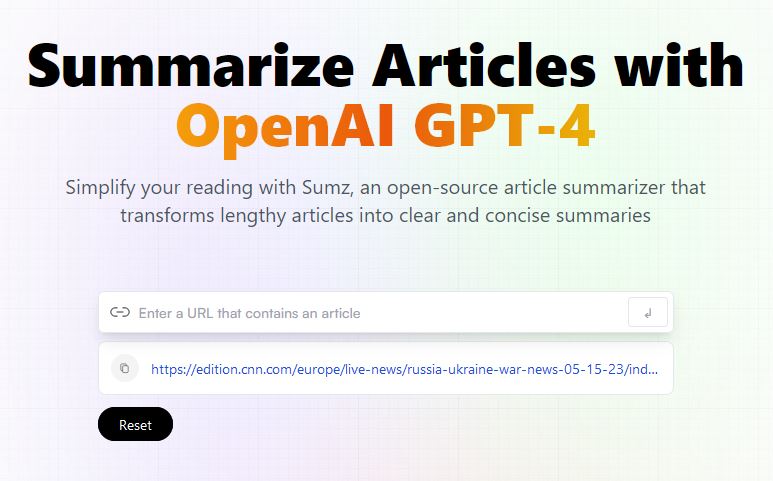 Summarize Articles with
OpenAI GPT-4
Simplify your reading with Sumz, an open-source article summarizer that
transforms lengthy articles into clear and concise summaries
Enter a URL that contains an article
https://edition.cnn.com/europe/live-news/russia-ukraine-war-news-05-15-23/ind...
Reset